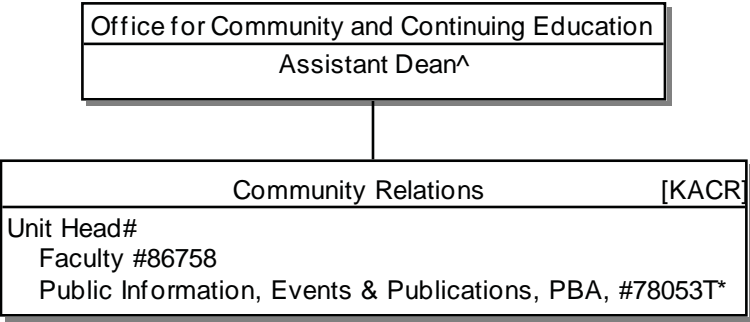 Office for Community and Continuing Education
Assistant Dean^
Community Relations [KACR]
Unit Head#
Faculty #86758
Public Information, Events & Publications, PBA, #78053T*